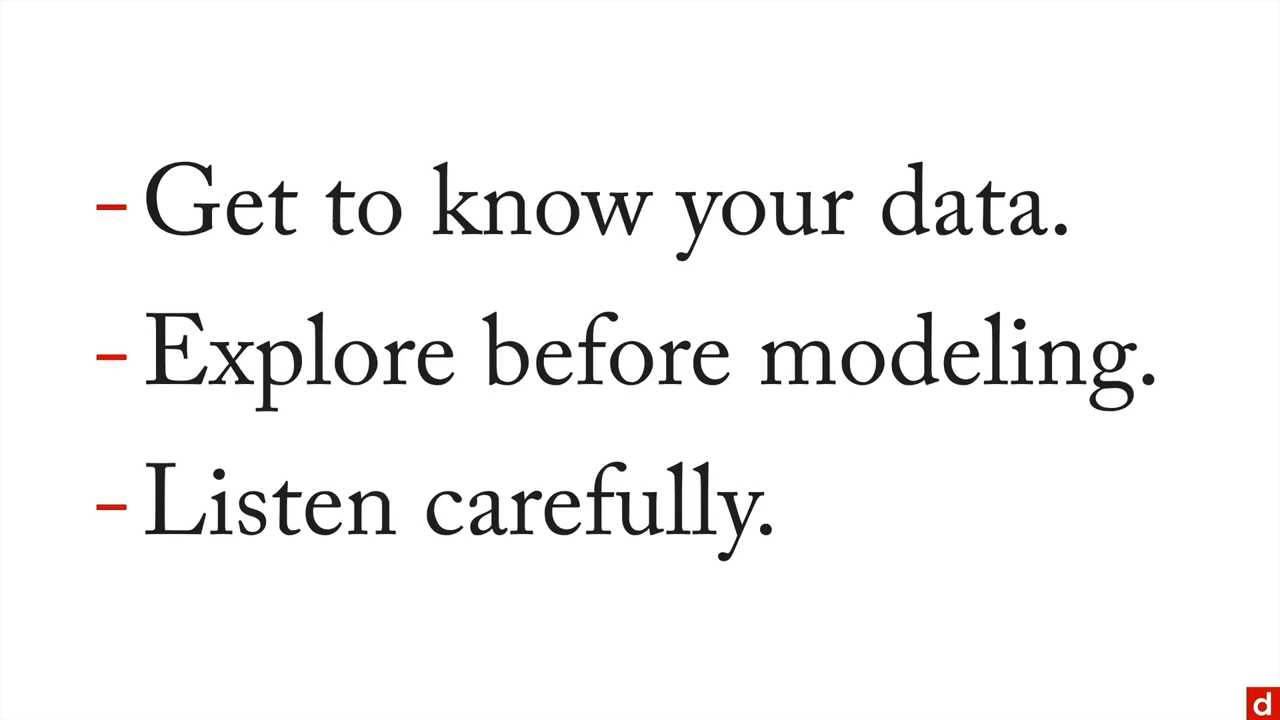 - Get to know your data.
- Explore before modeling.
- Listen carefully.
d